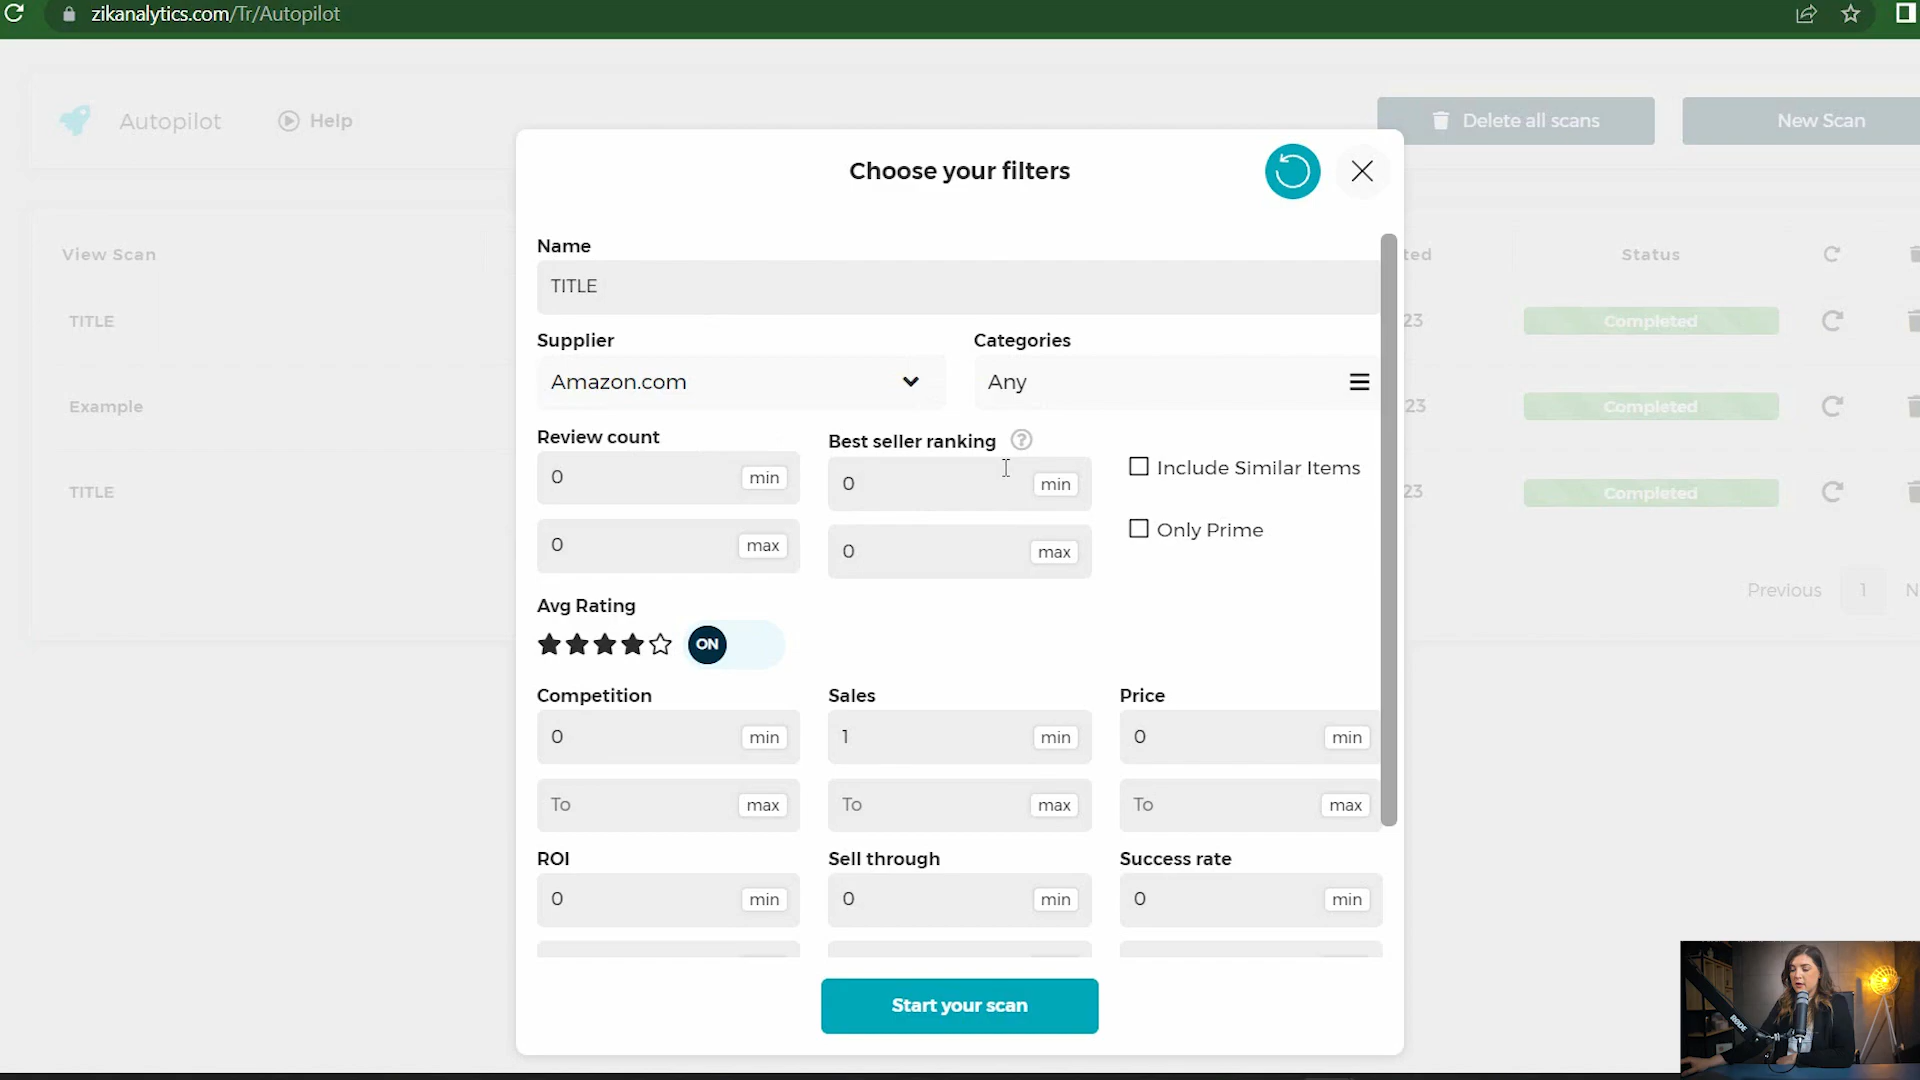 zikanalytics.com/Tr/Autopilot
Autopilot
Help
Delete all scans
New Scan
Choose your filters
View Scan
ted
Status
Name
TITLE
TITLE
23
Completed
Supplier
Categories
Amazon.com
Any
Example
23
Completed
Review count
Best seller ranking
?
0 min
0 min
Include Similar Items
TITLE
23
Completed
0 max
0 max
Only Prime
Previous
1
N
Avg Rating
ON
Competition
Sales
Price
0 min
1 min
0 min
To max
To max
To max
ROI
Sell through
Success rate
0 min
0 min
0 min
Start your scan
RØDE